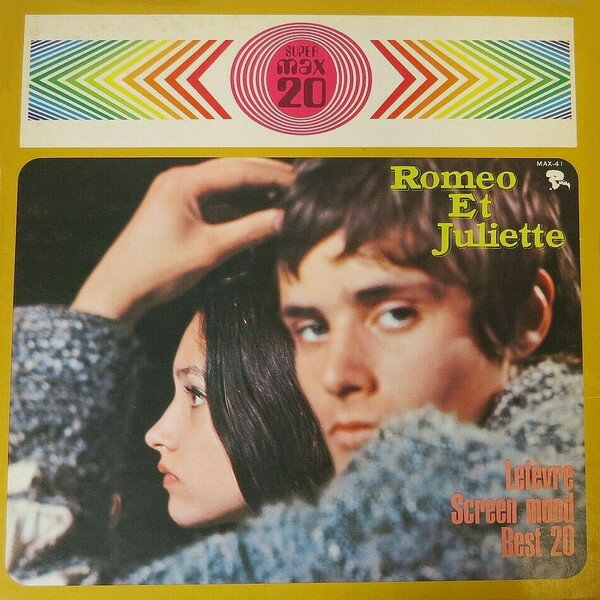 SUPER
max
20
MAX-41
Romeo
Et
Juliette
Lefèvre
Screen mood
Best 20